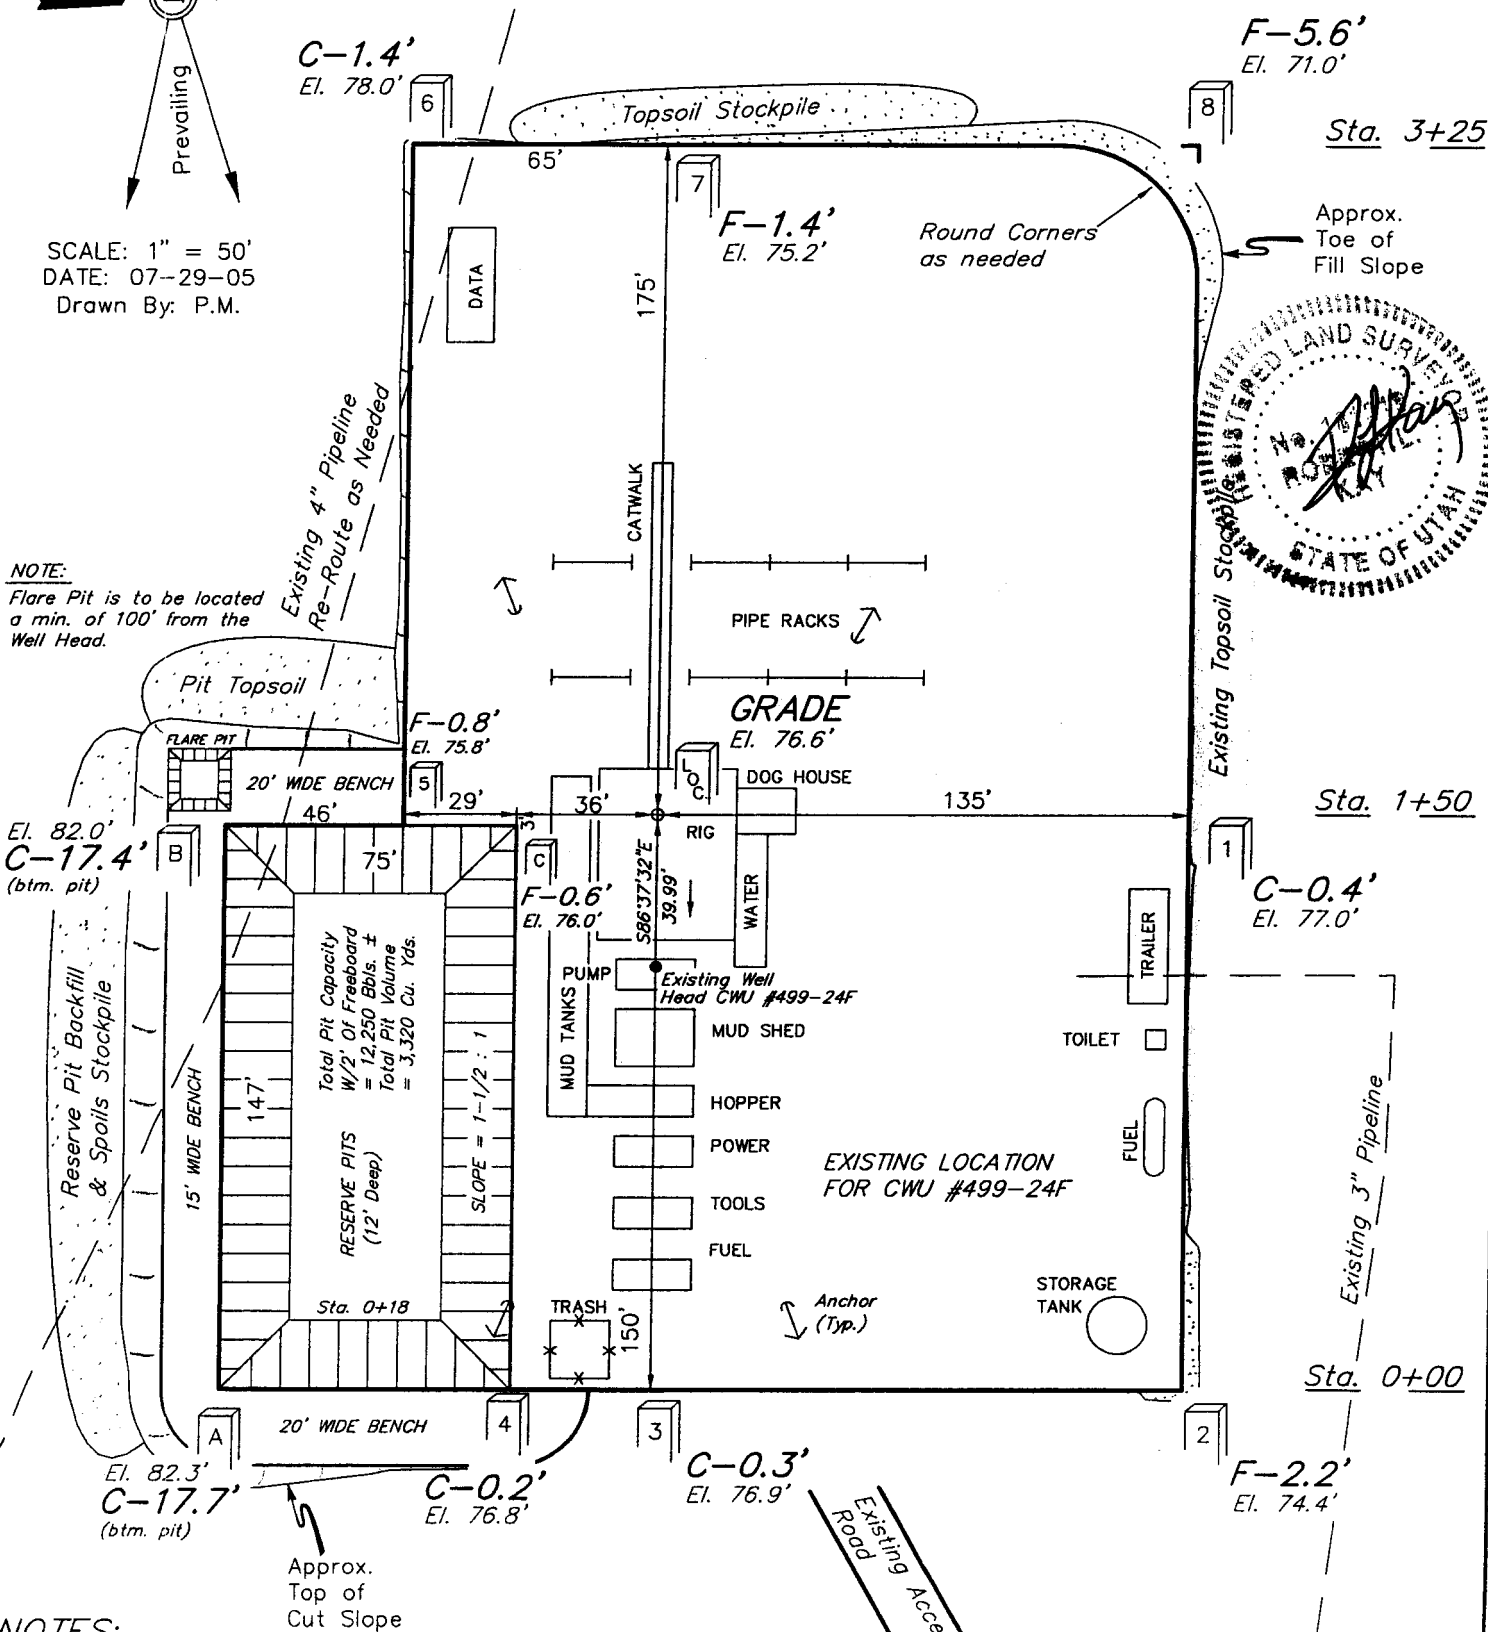 C-1.4'
El. 78.0'
6
Prevailing
SCALE: 1" = 50'
DATE: 07-29-05
Drawn By: P.M.
Topsoil Stockpile
F-5.6'
El. 71.0'
8
Sta. 3+25
65'
7
F-1.4'
El. 75.2'
175'
Round Corners
as needed
Approx.
Toe of
Fill Slope
DATA
REGISTERED LAND SURVEYOR
STATE OF UTAH
Existing Topsoil Stockpile
Existing 4" Pipeline
Re-Route as Needed
CATWALK
PIPE RACKS
NOTE:
Flare Pit is to be located
a min. of 100' from the
Well Head.
Pit Topsoil
FLARE PIT
20' WIDE BENCH
F-0.8'
El. 75.8'
5
GRADE
El. 76.6'
LOC.
DOG HOUSE
46'
29'
3'
36'
135'
RIG
Sta. 1+50
El. 82.0'
C-17.4'
(btm. pit)
B
75'
C
F-0.6'
El. 76.0'
S86°37'32"E
39.99'
WATER
1
C-0.4'
El. 77.0'
TRAILER
Reserve Pit Backfill
& Spoils Stockpile
15' WIDE BENCH
147'
Total Pit Capacity
W/2' Of Freeboard
= 12,250 Bbls. ±
Total Pit Volume
= 3,320 Cu. Yds.
RESERVE PITS
(12' Deep)
SLOPE = 1-1/2 : 1
MUD TANKS
PUMP
Existing Well
Head CWU #499-24F
MUD SHED
TOILET
HOPPER
POWER
FUEL
EXISTING LOCATION
FOR CWU #499-24F
TOOLS
FUEL
Existing 3" Pipeline
Sta. 0+18
TRASH
150'
Anchor
(Typ.)
STORAGE
TANK
Sta. 0+00
A
20' WIDE BENCH
4
3
2
El. 82.3'
C-17.7'
(btm. pit)
C-0.2'
El. 76.8'
C-0.3'
El. 76.9'
F-2.2'
El. 74.4'
Existing Acce
Road
Approx.
Top of
Cut Slope
NOTES: